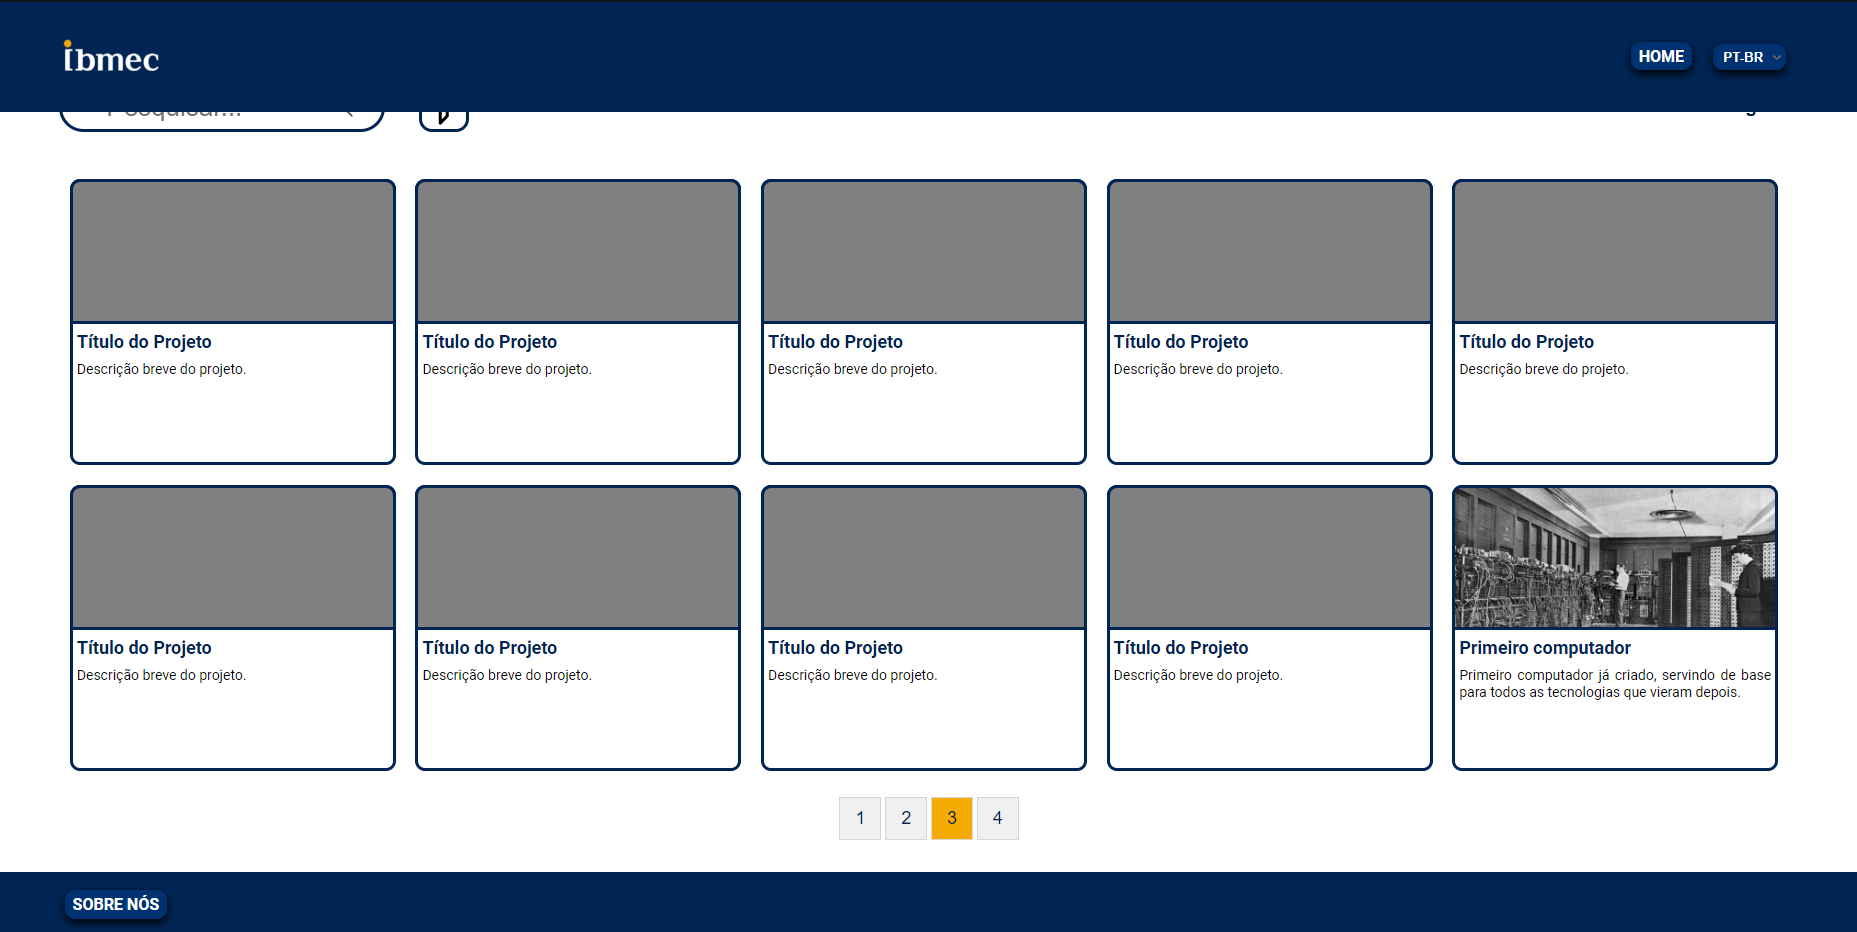 ibmec
HOME
PT-BR
Pesquisar...
Título do Projeto
Descrição breve do projeto.
Título do Projeto
Descrição breve do projeto.
Título do Projeto
Descrição breve do projeto.
Título do Projeto
Descrição breve do projeto.
Título do Projeto
Descrição breve do projeto.
Título do Projeto
Descrição breve do projeto.
Título do Projeto
Descrição breve do projeto.
Título do Projeto
Descrição breve do projeto.
Título do Projeto
Descrição breve do projeto.
Primeiro computador
Primeiro computador já criado, servindo de base
para todos as tecnologias que vieram depois.
1 2 3 4
SOBRE NÓS